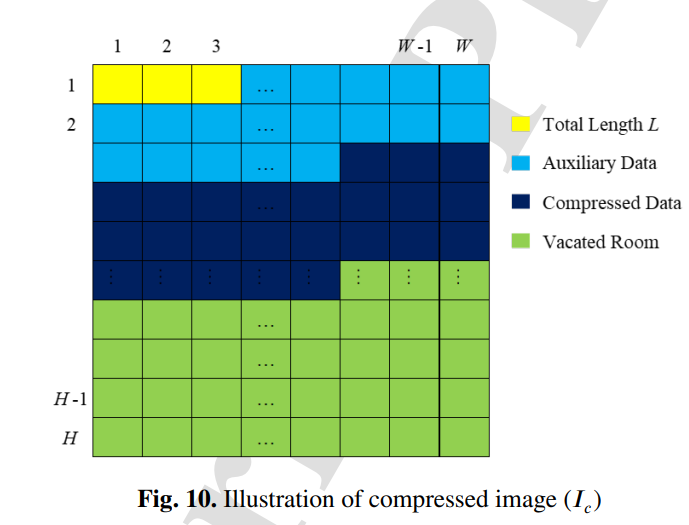 1 2 3 W-1 W
1 ...
2 ...
...
...
⋮ ⋮ ⋮ ⋮ ⋮ ⋮ ⋮ ⋮
...
...
H-1 ...
H ...
Total Length L
Auxiliary Data
Compressed Data
Vacated Room
Fig. 10. Illustration of compressed image (I_c)